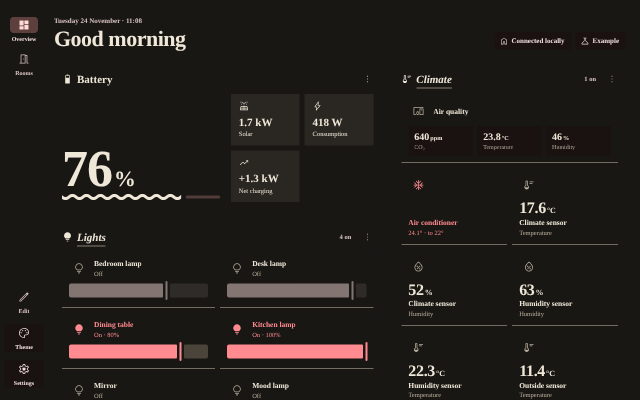 Overview
Rooms
Edit
Theme
Settings
Tuesday 24 November · 11:08
Good morning
Connected locally
Example
Battery
76%
1.7 kW
Solar
418 W
Consumption
+1.3 kW
Net charging
Lights
4 on
Bedroom lamp
Off
Desk lamp
Off
Dining table
On · 80%
Kitchen lamp
On · 100%
Mirror
Off
Mood lamp
Off
Climate
1 on
Air quality
640 ppm
CO₂
23.8 °C
Temperature
46 %
Humidity
Air conditioner
24.1° · to 22°
17.6 °C
Climate sensor
Temperature
52 %
Climate sensor
Humidity
63 %
Humidity sensor
Humidity
22.3 °C
Humidity sensor
Temperature
11.4 °C
Outside sensor
Temperature